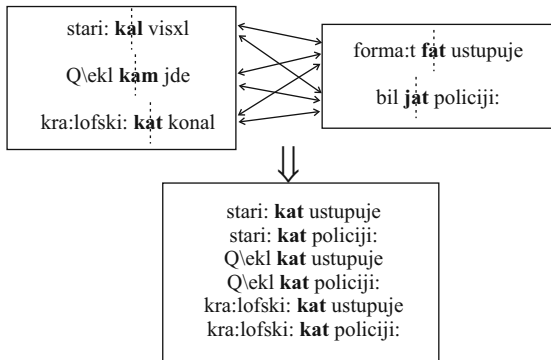 stari: kal visxl
Q\ekl kam jde
kra:lofski: kat konal
forma:t fat ustupuje
bil jat policiji:
stari: kat ustupuje
stari: kat policiji:
Q\ekl kat ustupuje
Q\ekl kat policiji:
kra:lofski: kat ustupuje
kra:lofski: kat policiji: